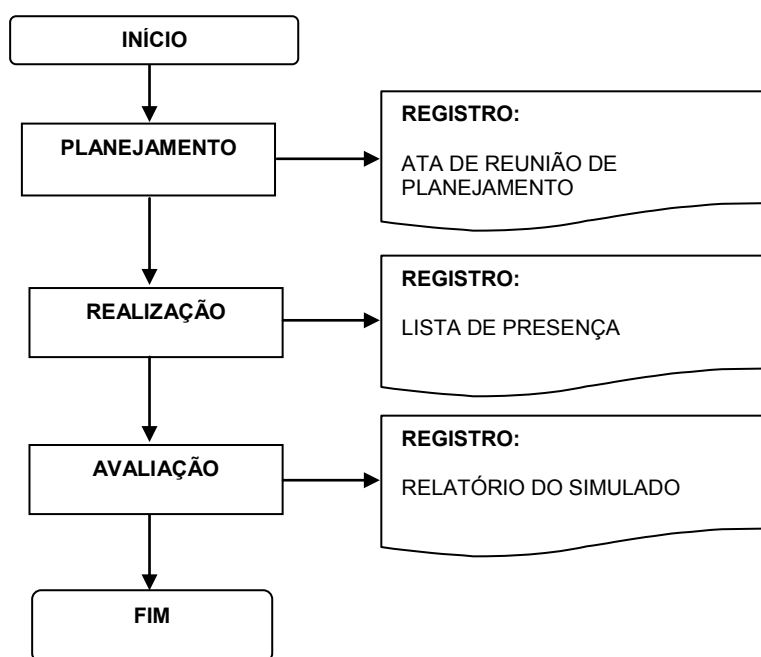 INÍCIO
PLANEJAMENTO
REGISTRO:
ATA DE REUNIÃO DE
PLANEJAMENTO
REALIZAÇÃO
REGISTRO:
LISTA DE PRESENÇA
AVALIAÇÃO
REGISTRO:
RELATÓRIO DO SIMULADO
FIM